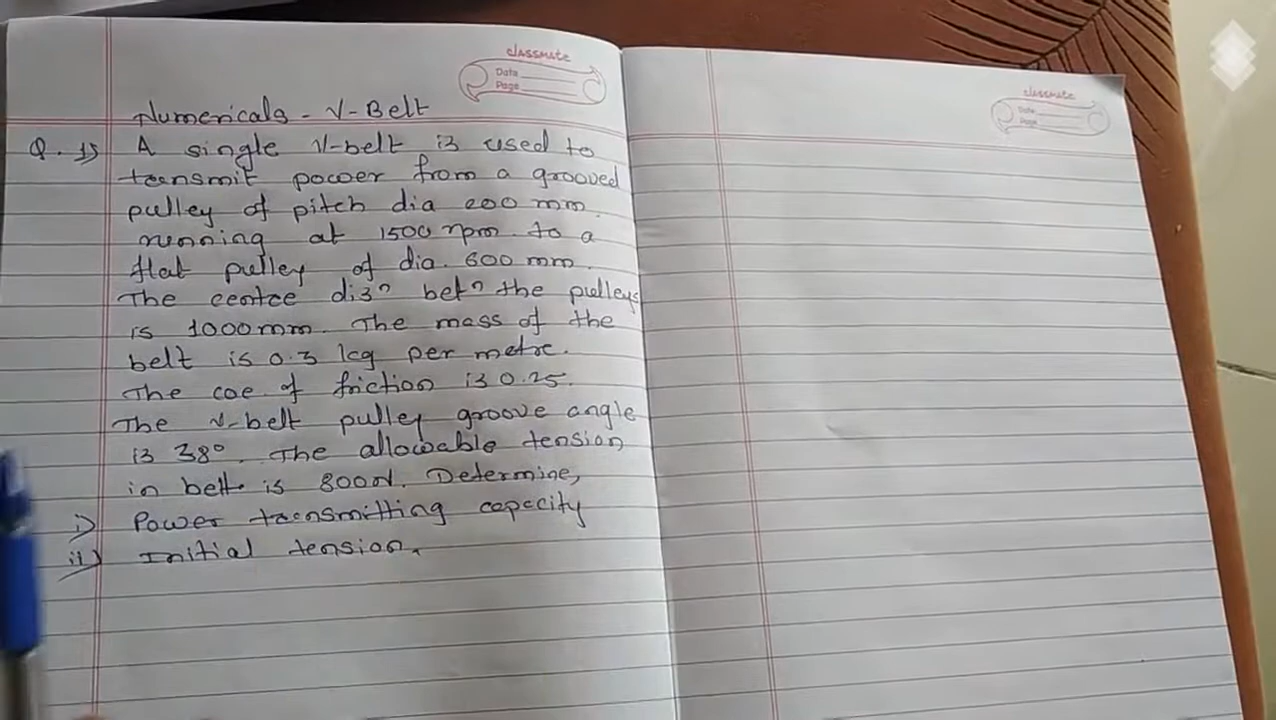 classmate
Date
Page
classmate
Date
Page
Numericals - V-Belt
Q. 1) A single V-belt is used to
transmit power from a grooved
pulley of pitch dia 200 mm
running at 1500 rpm to a
flat pulley of dia. 600 mm.
The centre disn betn the pulleys
is 1000mm. The mass of the
belt is 0.3 kg per metre.
The coe of friction is 0.25.
The V-belt pulley groove angle
is 38°. The allowable tension
in belt is 800N. Determine,
i) Power transmitting capacity
ii) Initial tension.